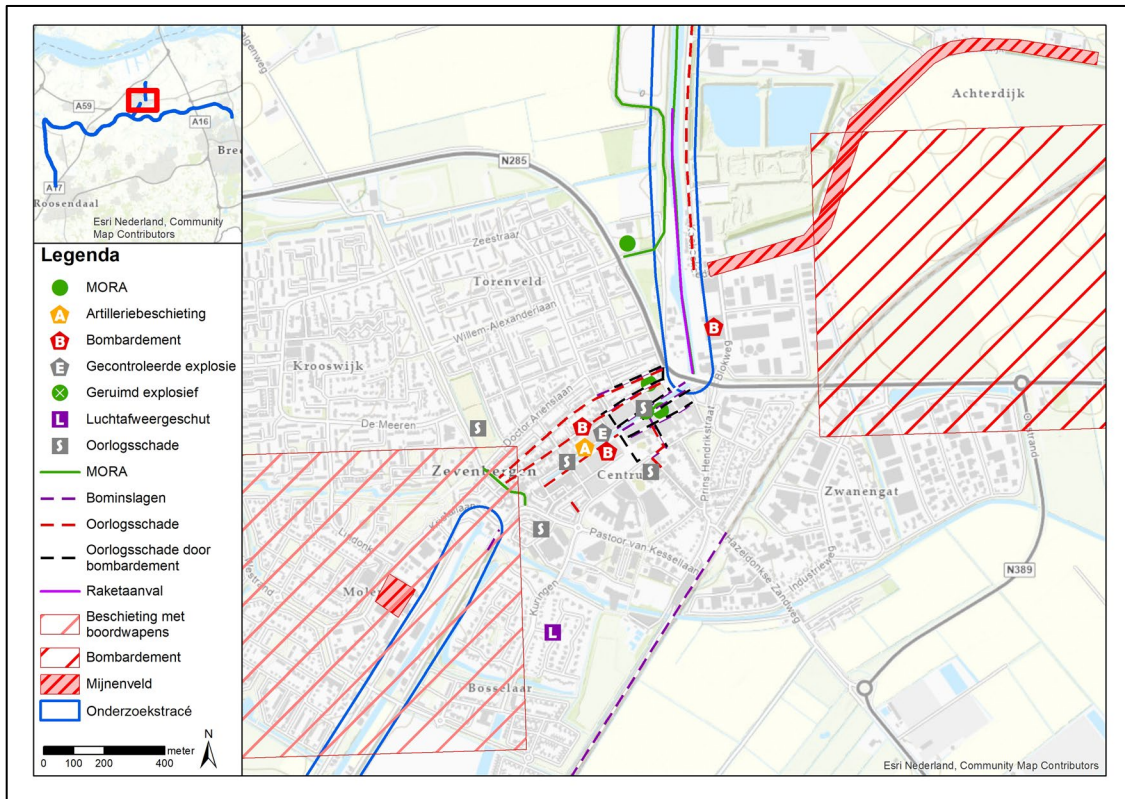 A59
A16
Bre
A17
Roosendaal
Esri Nederland, Community
Map Contributors
Legenda
MORA
Artilleriebeschieting
Bombardement
Gecontroleerde explosie
Geruimd explosief
Luchtafweergeschut
Oorlogsschade
MORA
Bominslagen
Oorlogsschade
Oorlogsschade door
bombardement
Raketaanval
Beschieting met
boordwapens
Bombardement
Mijnenveld
Onderzoekstracé
0 100 200 400 meter
N
Achterdijk
N285
Zeestraat
Torenveld
Willem-Alexanderlaan
Krooswijk
B
Blokweg
Doctor Ariënslaan
De Meeren
S
S
B
E
A
B
S
S
Zevenbergen
Centru
Prins Hendrikstraat
Zwanengat
S
Pastoor van Kessellaan
Hazeldonkse Zandweg
Industrieweg
N389
Kuringen
L
Bosselaar
Esri Nederland, Community Map Contributors